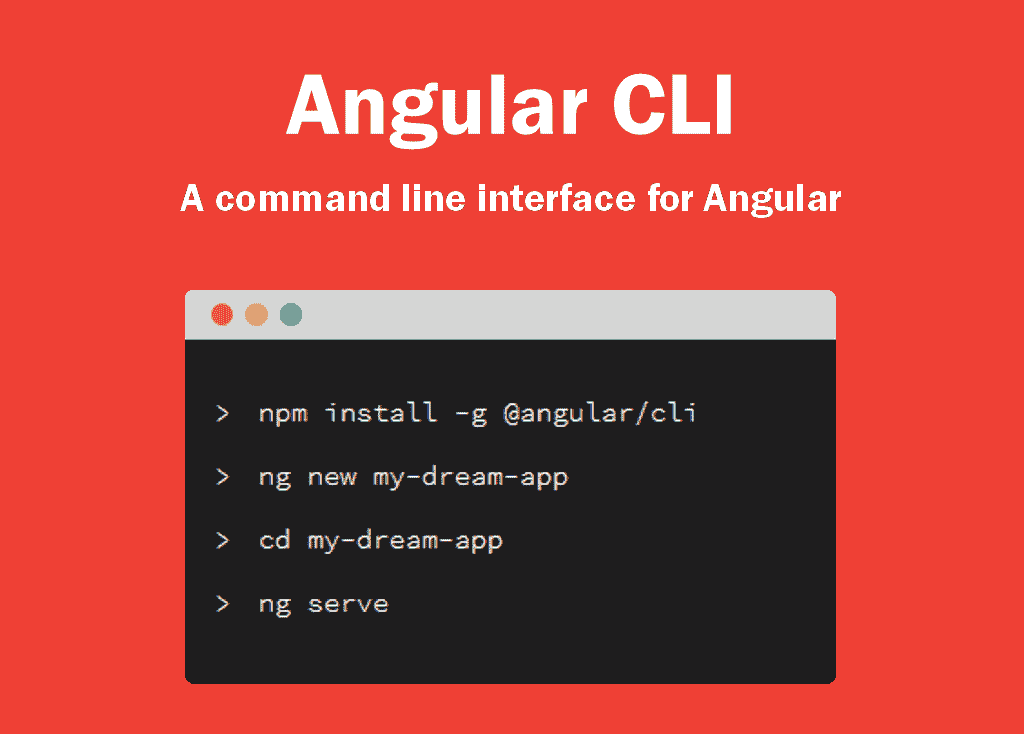 Angular CLI
A command line interface for Angular
> npm install -g @angular/cli
> ng new my-dream-app
> cd my-dream-app
> ng serve